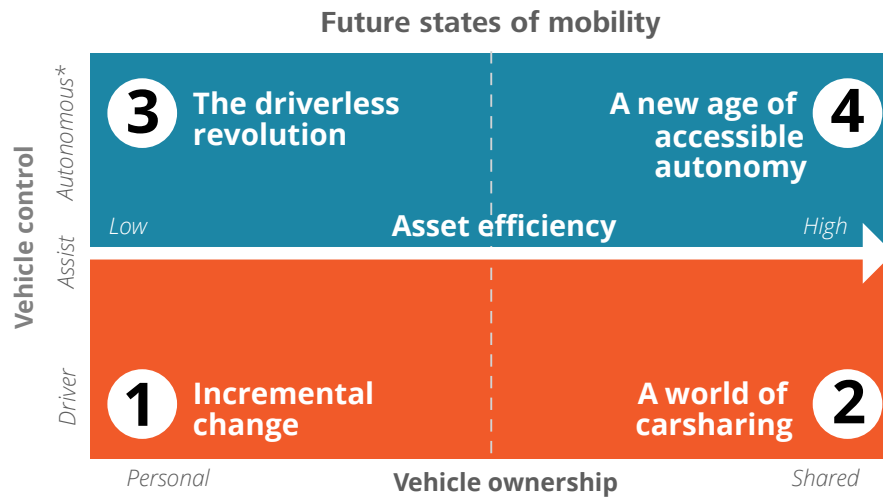 Future states of mobility
Vehicle control
Autonomous*
Assist
Driver
3
The driverless
revolution
4
A new age of
accessible
autonomy
Low
Asset efficiency
High
1
Incremental
change
2
A world of
carsharing
Personal
Vehicle ownership
Shared